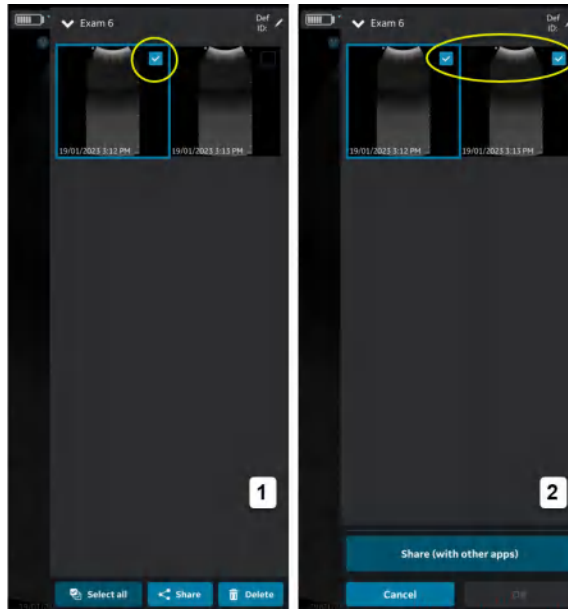 Exam 6
Def
ID:
19/01/2023 3:12 PM
19/01/2023 3:13 PM
1
Select all
Share
Delete
Exam 6
Def
ID:
19/01/2023 3:12 PM
19/01/2023 3:13 PM
2
Share (with other apps)
Cancel
OK